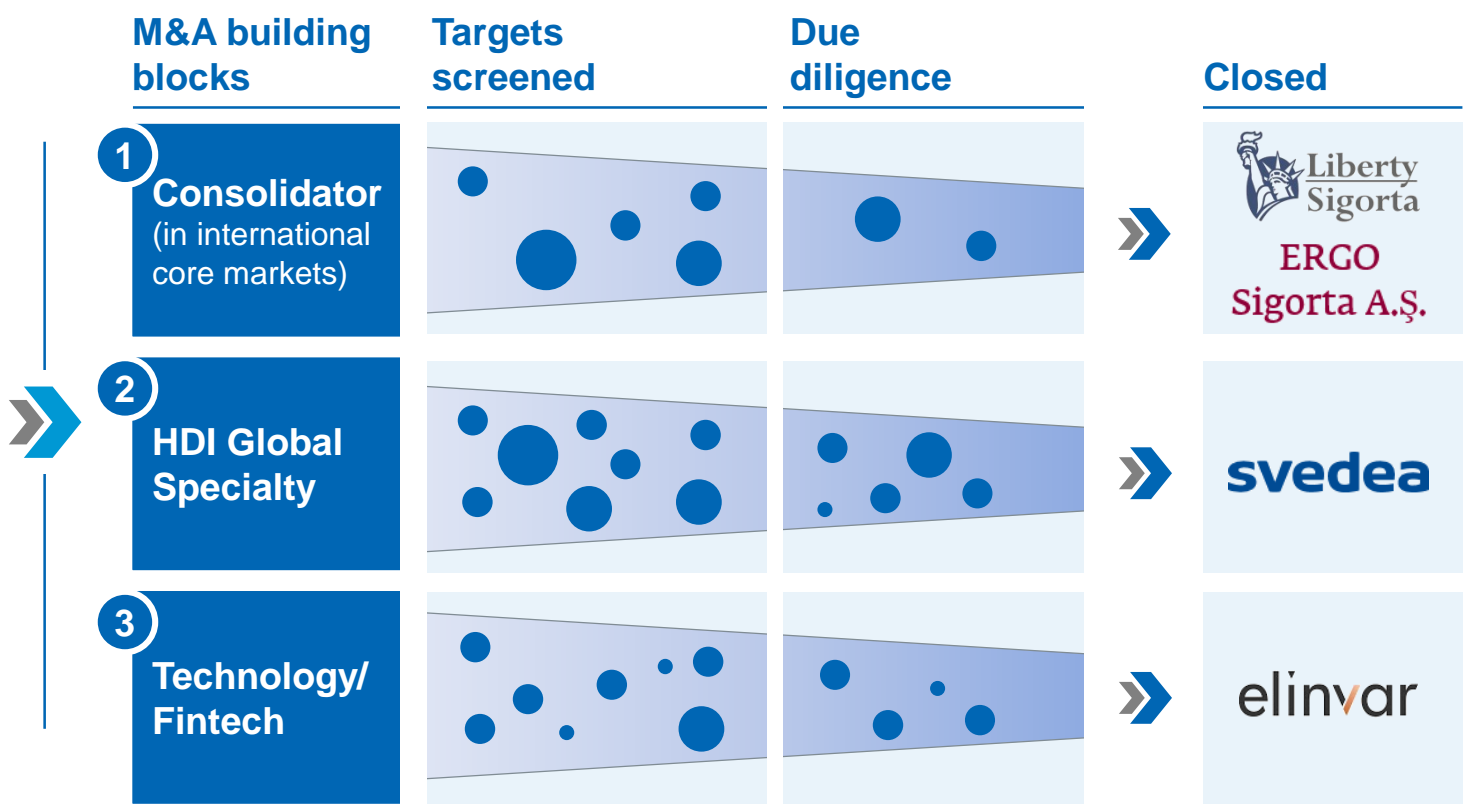 M&A building
blocks
Targets
screened
Due
diligence
Closed
1
Consolidator
(in international
core markets)
Liberty
Sigorta
ERGO
Sigorta A.Ş.
2
HDI Global
Specialty
svedea
3
Technology/
Fintech
elinvar